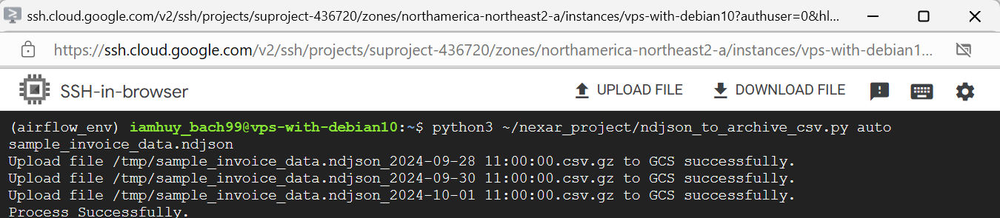 ssh.cloud.google.com/v2/ssh/projects/suproject-436720/zones/northamerica-northeast2-a/instances/vps-with-debian10?authuser=0&hl...
https://ssh.cloud.google.com/v2/ssh/projects/suproject-436720/zones/northamerica-northeast2-a/instances/vps-with-debian1...
SSH-in-browser
UPLOAD FILE
DOWNLOAD FILE
(airflow_env) iamhuy_bach99@vps-with-debian10:~$ python3 ~/nexar_project/ndjson_to_archive_csv.py auto
sample_invoice_data.ndjson
Upload file /tmp/sample_invoice_data.ndjson_2024-09-28 11:00:00.csv.gz to GCS successfully.
Upload file /tmp/sample_invoice_data.ndjson_2024-09-30 11:00:00.csv.gz to GCS successfully.
Upload file /tmp/sample_invoice_data.ndjson_2024-10-01 11:00:00.csv.gz to GCS successfully.
Process Successfully.